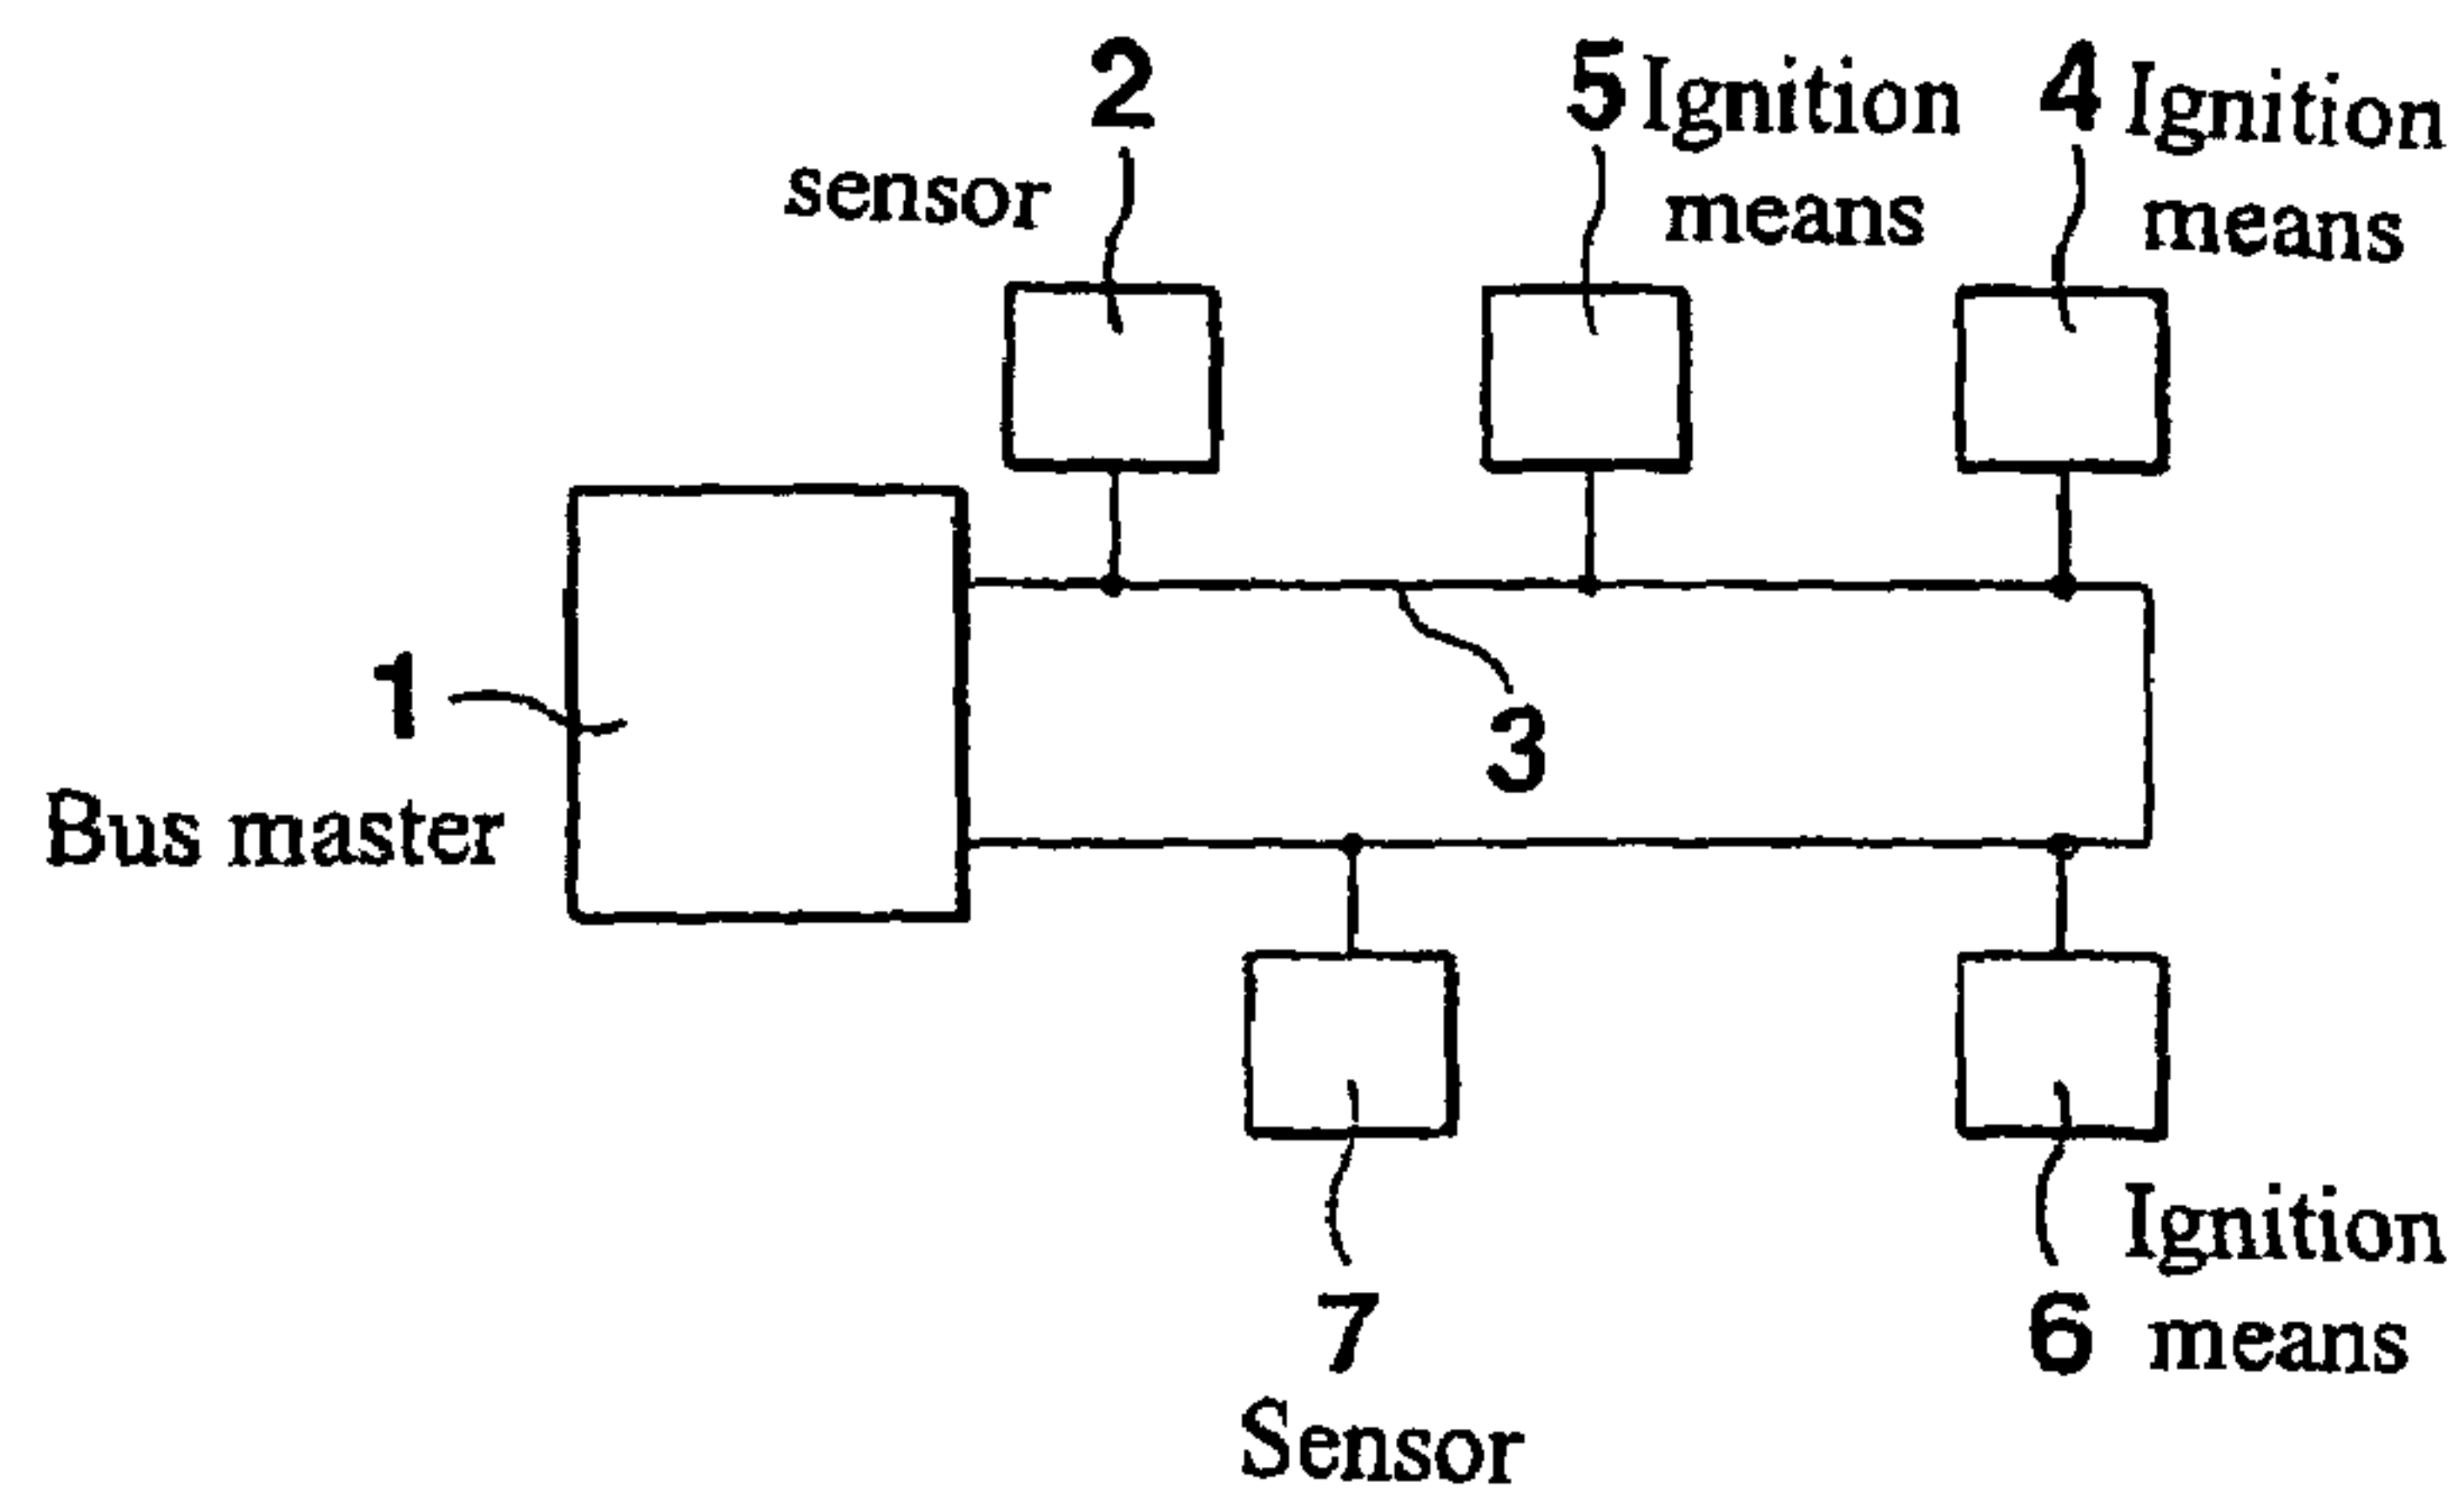 2
sensor
5 Ignition
means
4 Ignition
means
1
Bus master
3
7
Sensor
Ignition
6 means